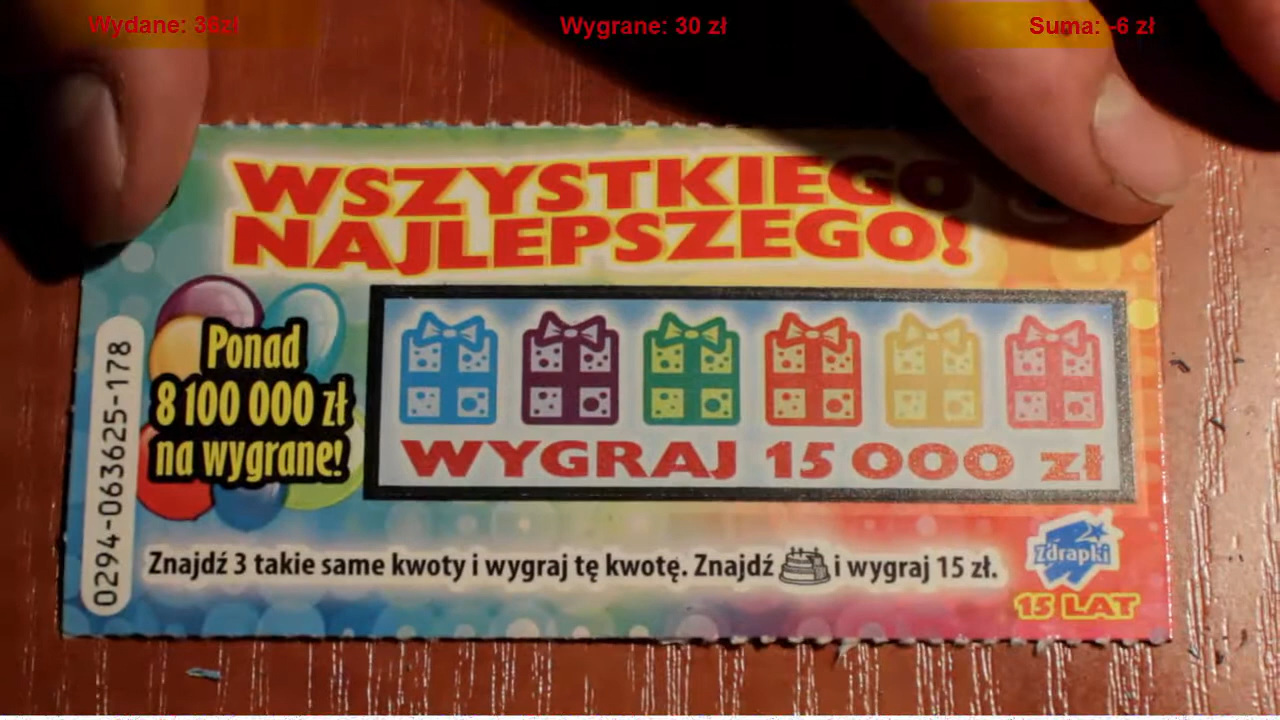 Wydane: 36zł
Wygrane: 30 zł
Suma: -6 zł
WSZYSTKIEGO
NAJLEPSZEGO!
Ponad
8 100 000 zł
na wygrane!
WYGRAJ 15 000 zł
0294-063625-178
Znajdź 3 takie same kwoty i wygraj tę kwotę. Znajdź i wygraj 15 zł.
Zdrapki
15 LAT